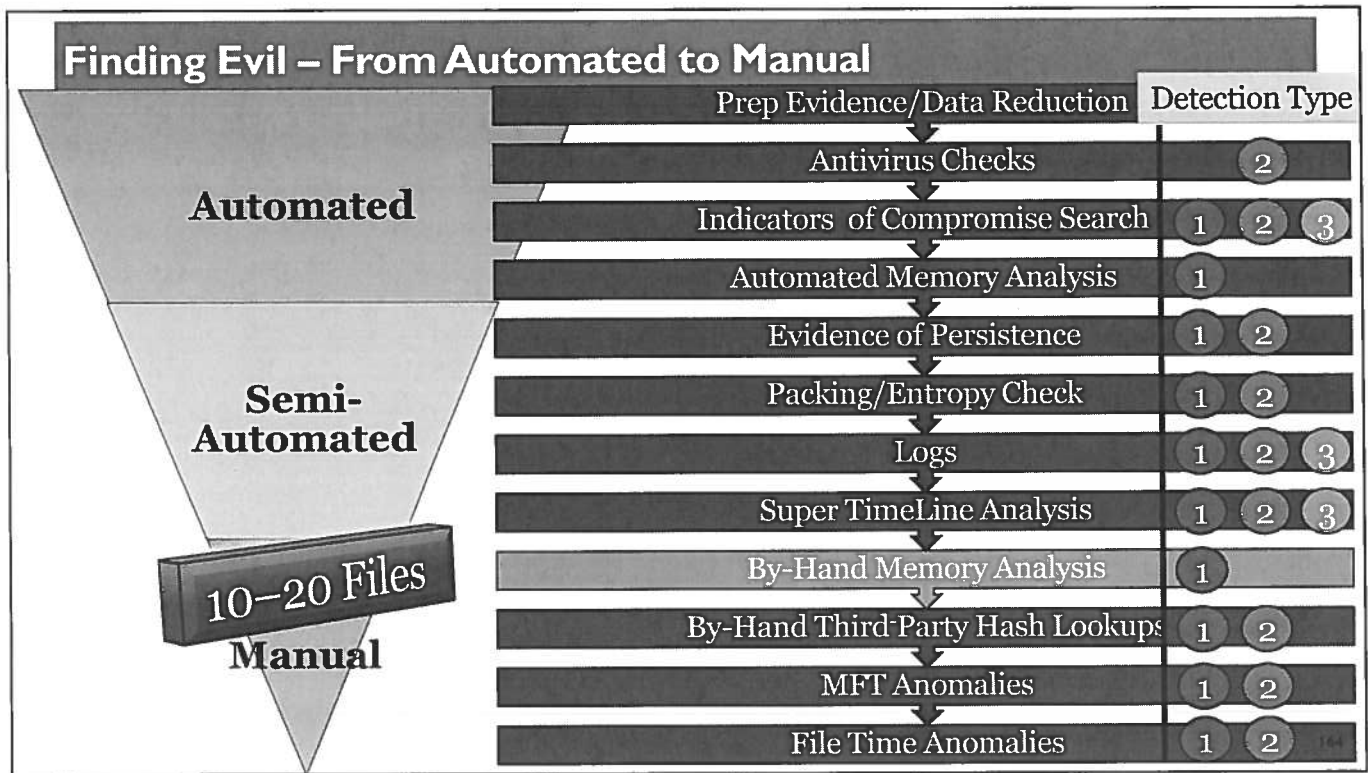 Finding Evil – From Automated to Manual
Prep Evidence/Data Reduction Detection Type
Antivirus Checks 2
Automated
Indicators of Compromise Search 1 2 3
Automated Memory Analysis 1
Evidence of Persistence 1 2
Semi-
Automated
Packing/Entropy Check 1 2
Logs 1 2 3
Super TimeLine Analysis 1 2 3
10–20 Files
By-Hand Memory Analysis 1
By-Hand Third-Party Hash Lookups 1 2
Manual
MFT Anomalies 1 2
File Time Anomalies 1 2
164